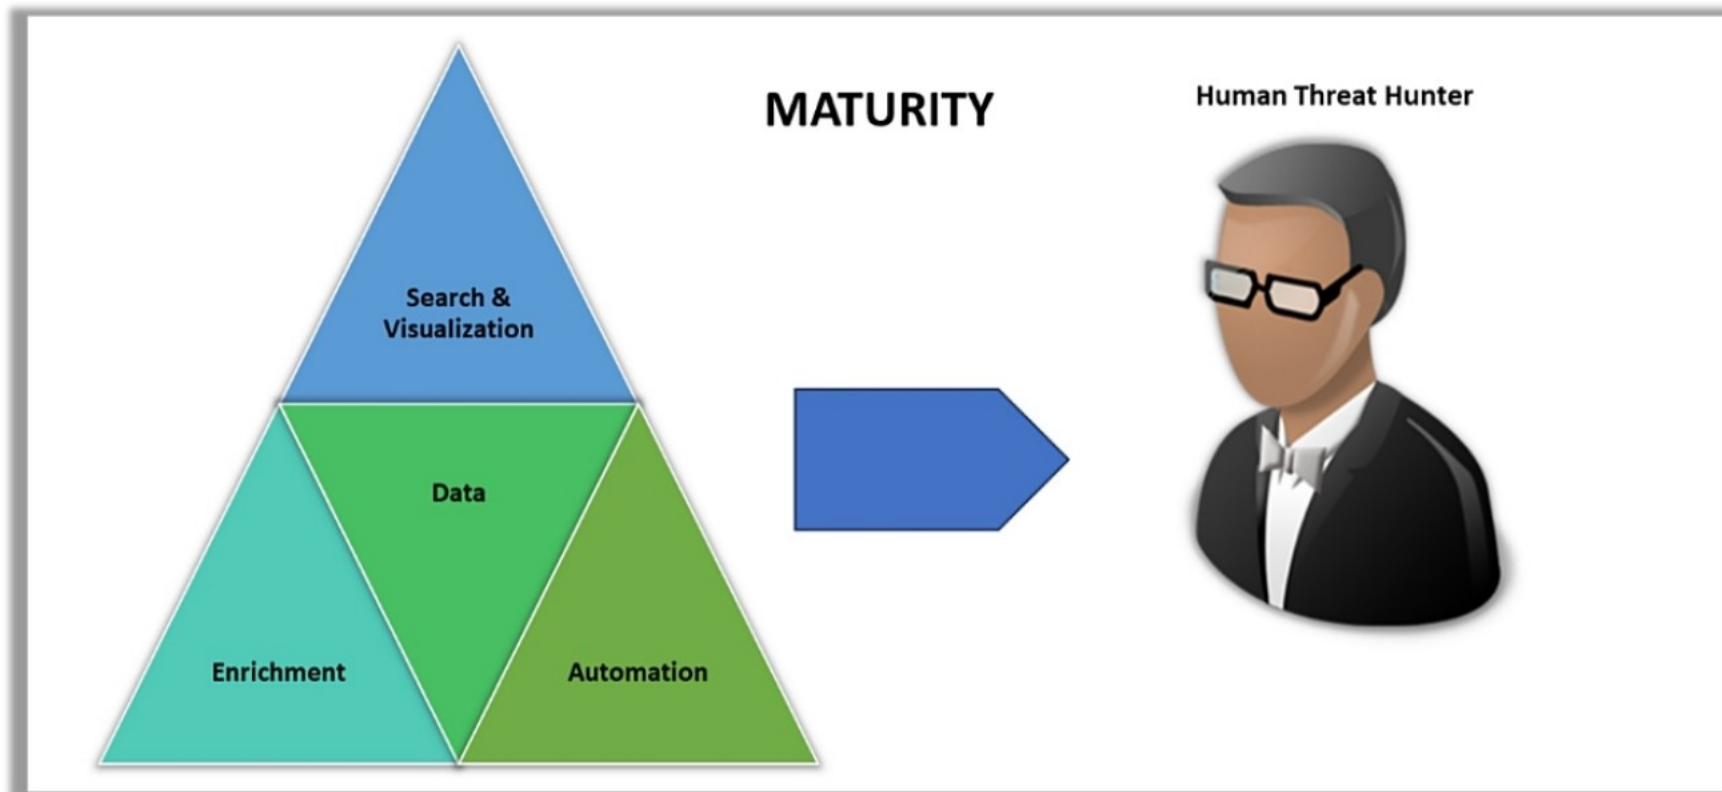 MATURITY
Human Threat Hunter
Search &
Visualization
Data
Enrichment
Automation